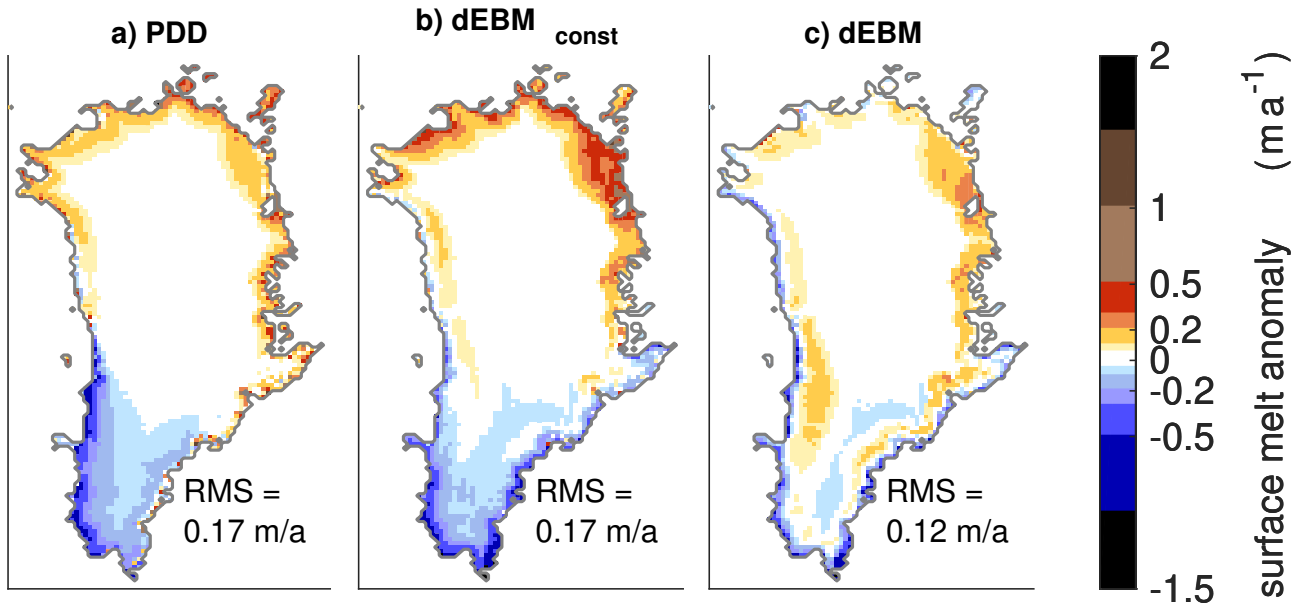 a) PDD
b) dEBM const
c) dEBM
RMS =
0.17 m/a
RMS =
0.17 m/a
RMS =
0.12 m/a
2
1
0.5
0.2
0
-0.2
-0.5
-1.5
surface melt anomaly (m a⁻¹)